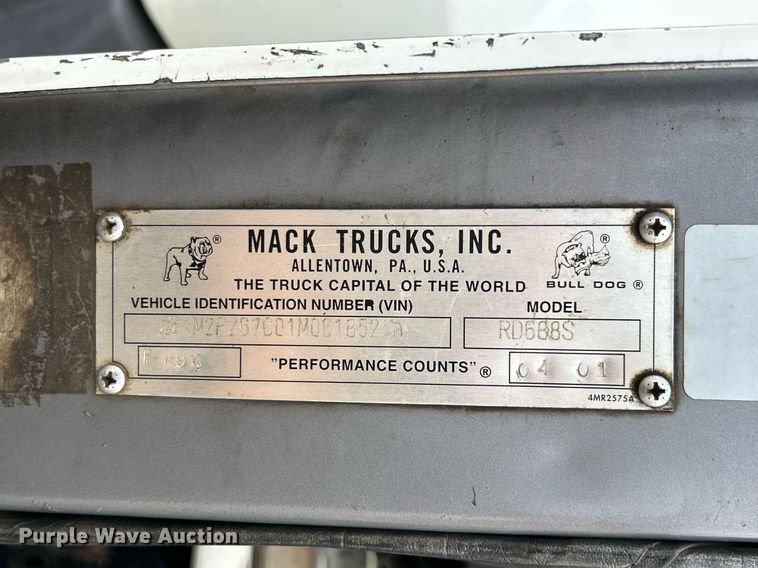 MACK TRUCKS, INC.
ALLENTOWN, PA., U.S.A.
THE TRUCK CAPITAL OF THE WORLD
BULL DOG ®
VEHICLE IDENTIFICATION NUMBER (VIN)
MODEL
RD688S
"PERFORMANCE COUNTS"®
04 01
4MR2575A
Purple Wave Auction